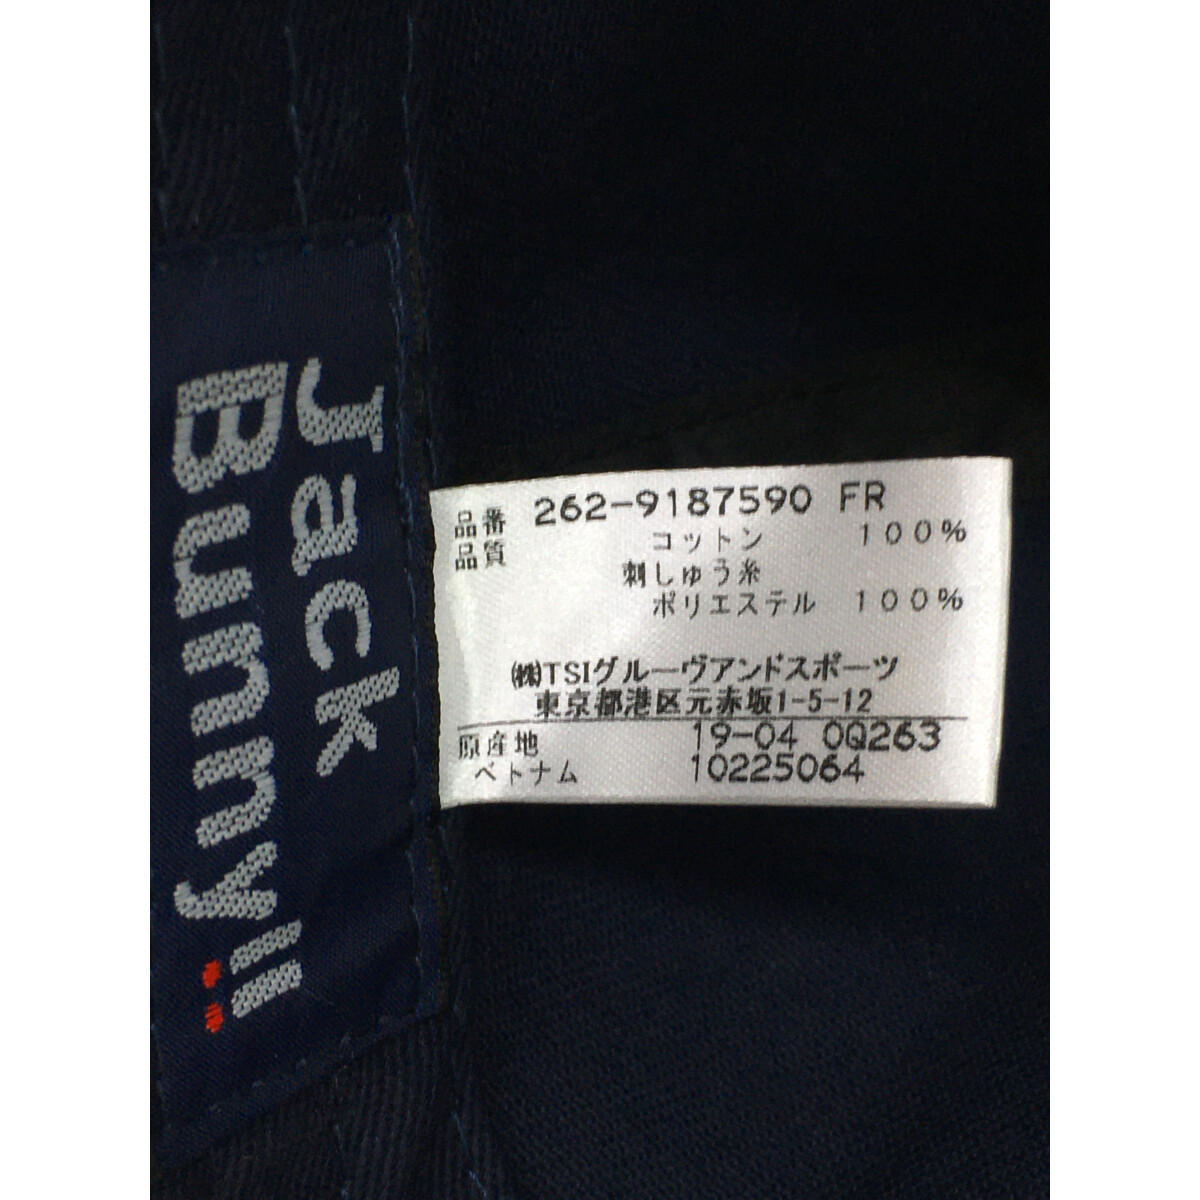 Jack
Bunny!!
品番 262-9187590 FR
品質 コットン 100%
刺しゅう糸
ポリエステル 100%
㈱TSIグルーヴアンドスポーツ
東京都港区元赤坂1-5-12
原産地 19-04 0Q263
ベトナム 10225064